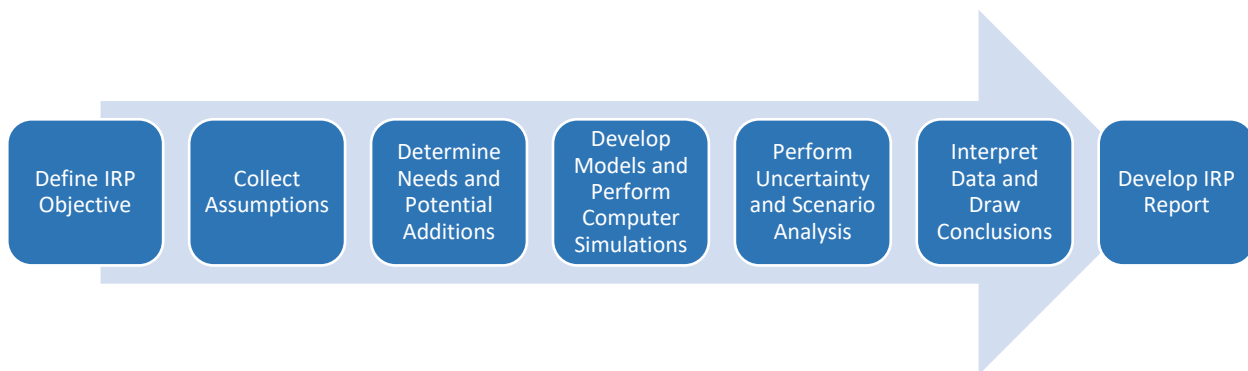 Define IRP
Objective
Collect
Assumptions
Determine
Needs and
Potential
Additions
Develop
Models and
Perform
Computer
Simulations
Perform
Uncertainty
and Scenario
Analysis
Interpret
Data and
Draw
Conclusions
Develop IRP
Report